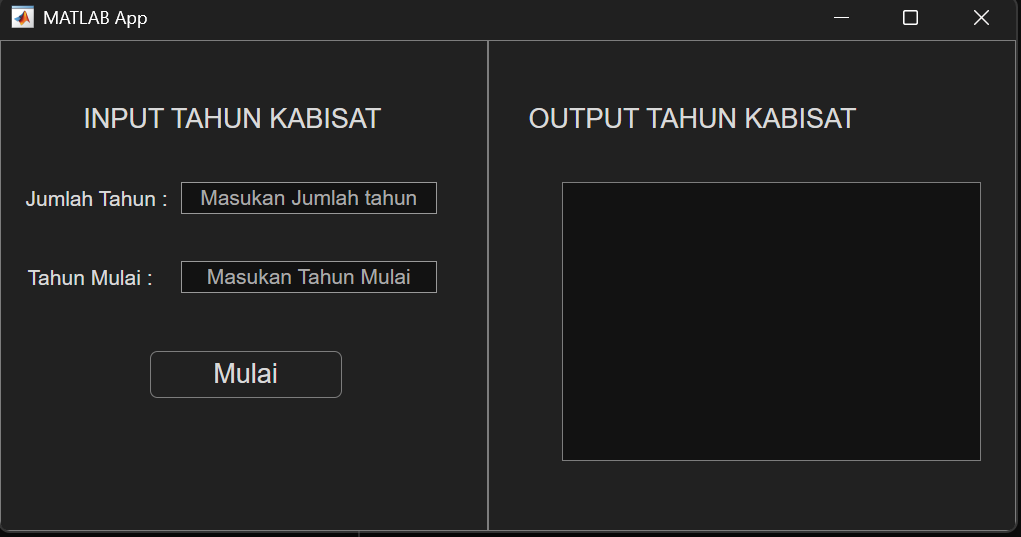 MATLAB App
INPUT TAHUN KABISAT
Jumlah Tahun : Masukan Jumlah tahun
Tahun Mulai : Masukan Tahun Mulai
Mulai
OUTPUT TAHUN KABISAT